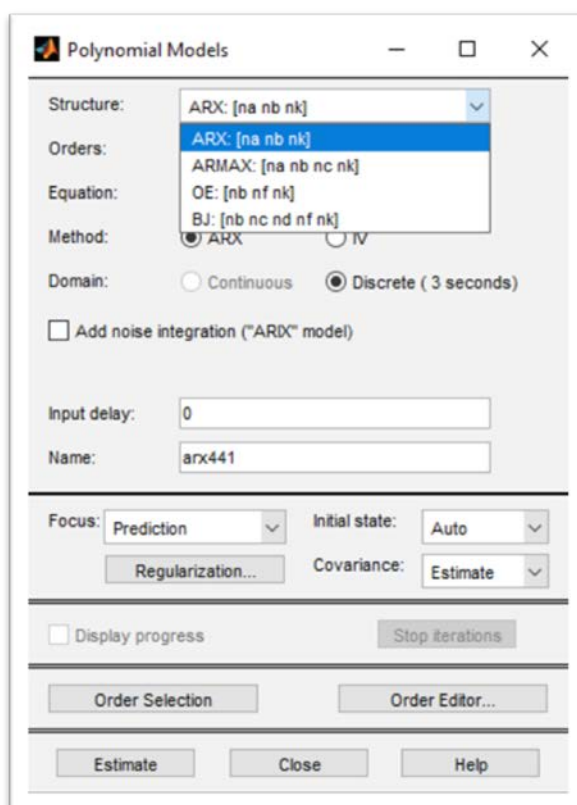 Polynomial Models
Structure: ARX: [na nb nk]
ARX: [na nb nk]
Orders: ARMAX: [na nb nc nk]
Equation: OE: [nb nf nk]
BJ: [nb nc nd nf nk]
Method: ARX IV
Domain: Continuous Discrete ( 3 seconds)
Add noise integration ("ARIX" model)
Input delay: 0
Name: arx441
Focus: Prediction Initial state: Auto
Regularization... Covariance: Estimate
Display progress Stop iterations
Order Selection Order Editor...
Estimate Close Help